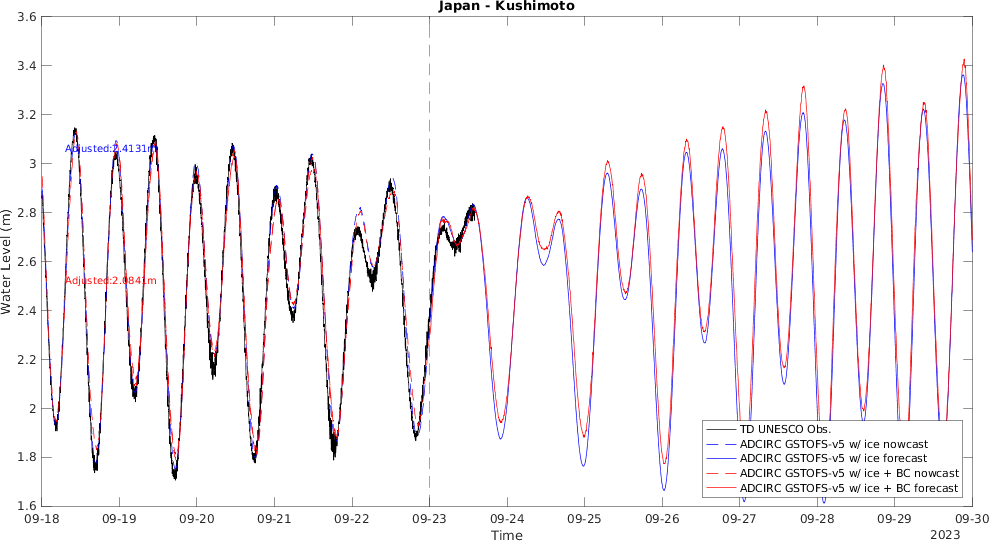 Japan - Kushimoto
3.6
3.4
3.2
3
2.8
2.6
2.4
2.2
2
1.8
1.6
Water Level (m)
Adjusted:2.4131m
Adjusted:2.0841m
TD UNESCO Obs.
ADCIRC GSTOFS-v5 w/ ice nowcast
ADCIRC GSTOFS-v5 w/ ice forecast
ADCIRC GSTOFS-v5 w/ ice + BC nowcast
ADCIRC GSTOFS-v5 w/ ice + BC forecast
09-18 09-19 09-20 09-21 09-22 09-23 09-24 09-25 09-26 09-27 09-28 09-29 09-30
Time
2023